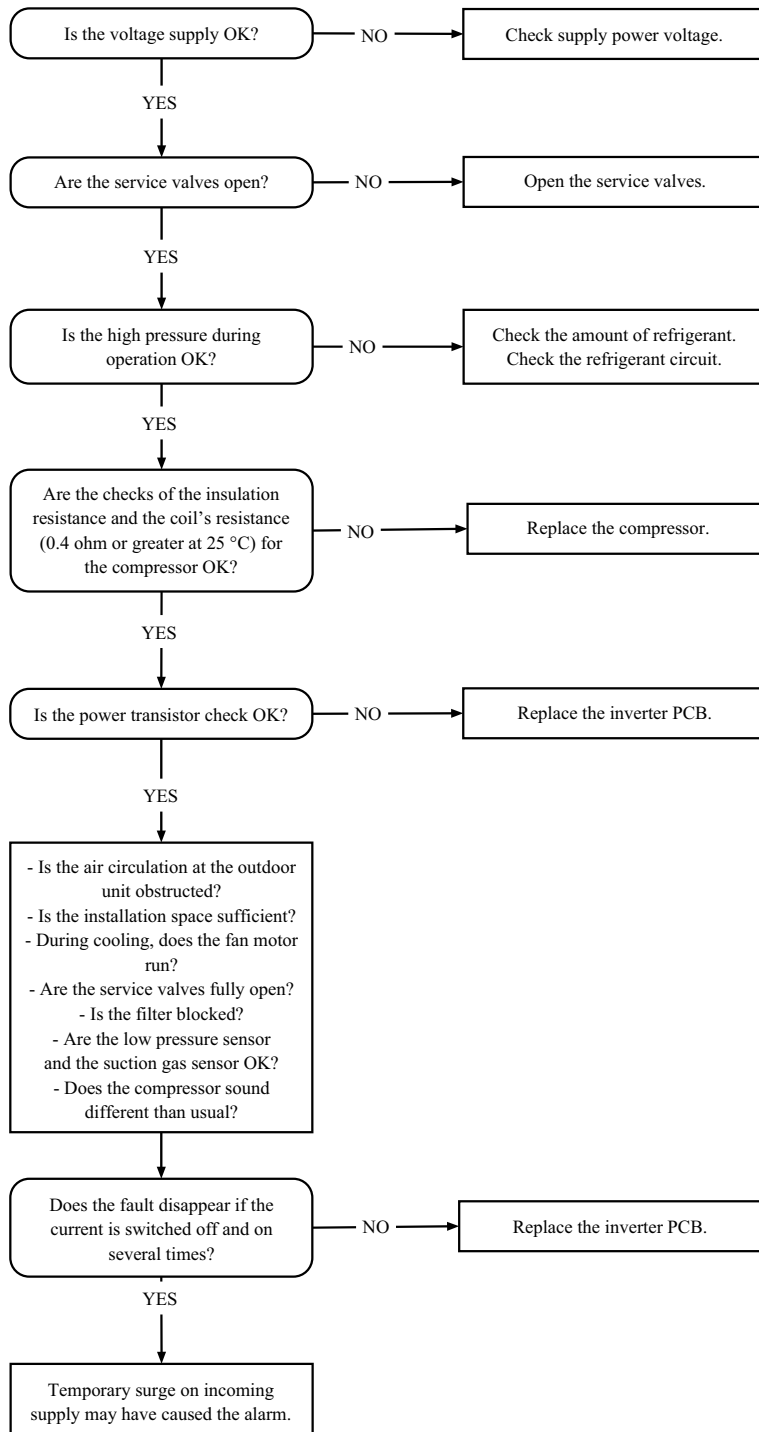 Is the voltage supply OK?
NO
Check supply power voltage.
YES
Are the service valves open?
NO
Open the service valves.
YES
Is the high pressure during
operation OK?
NO
Check the amount of refrigerant.
Check the refrigerant circuit.
YES
Are the checks of the insulation
resistance and the coil’s resistance
(0.4 ohm or greater at 25 °C) for
the compressor OK?
NO
Replace the compressor.
YES
Is the power transistor check OK?
NO
Replace the inverter PCB.
YES
- Is the air circulation at the outdoor
unit obstructed?
- Is the installation space sufficient?
- During cooling, does the fan motor
run?
- Are the service valves fully open?
- Is the filter blocked?
- Are the low pressure sensor
and the suction gas sensor OK?
- Does the compressor sound
different than usual?
Does the fault disappear if the
current is switched off and on
several times?
NO
Replace the inverter PCB.
YES
Temporary surge on incoming
supply may have caused the alarm.